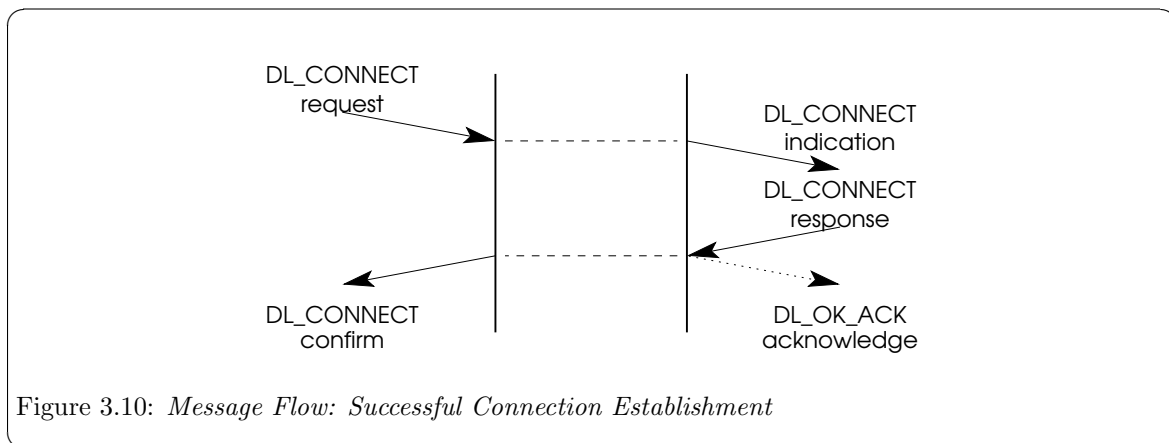 DL_CONNECT
request
DL_CONNECT
indication
DL_CONNECT
response
DL_CONNECT
confirm
DL_OK_ACK
acknowledge
Figure 3.10: Message Flow: Successful Connection Establishment